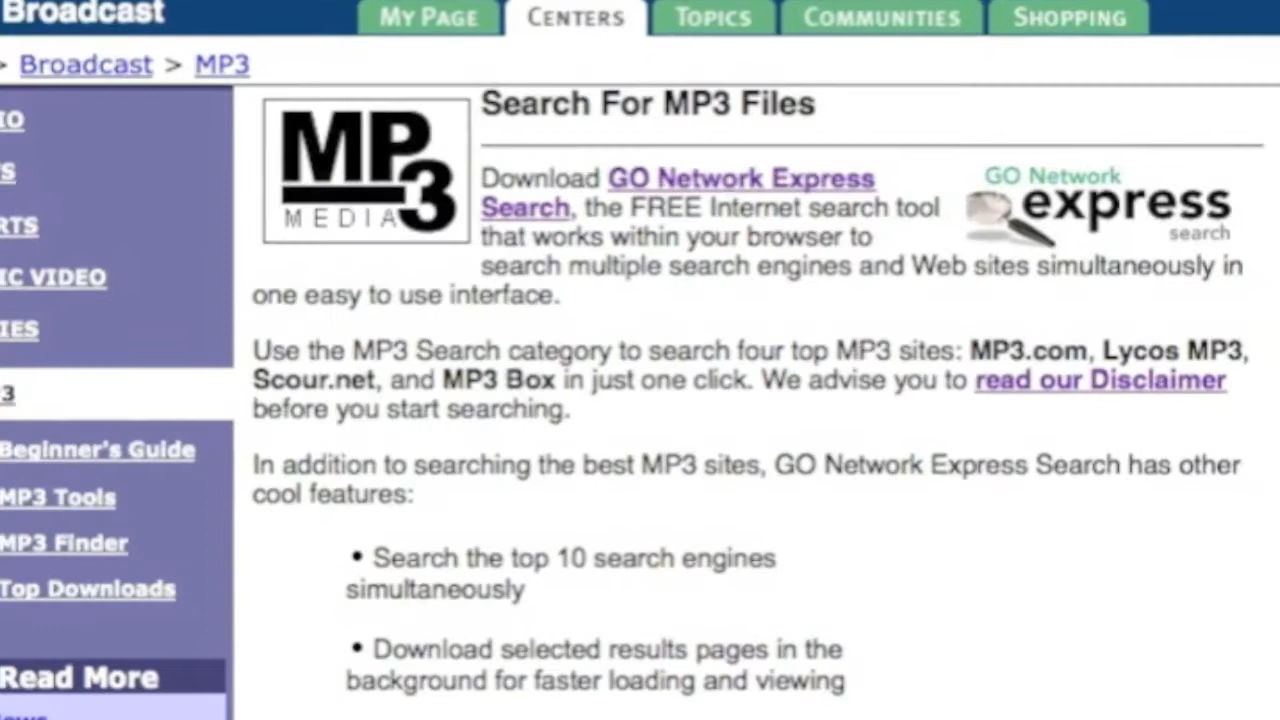 Broadcast
MY PAGE
CENTERS
TOPICS
COMMUNITIES
SHOPPING
> Broadcast > MP3
IO
S
RTS
IC VIDEO
IES
3
Beginner's Guide
MP3 Tools
MP3 Finder
Top Downloads
Read More
MP3
MEDIA
Search For MP3 Files
Download GO Network Express
Search, the FREE Internet search tool
that works within your browser to
search multiple search engines and Web sites simultaneously in
one easy to use interface.
GO Network
express
search
Use the MP3 Search category to search four top MP3 sites: MP3.com, Lycos MP3,
Scour.net, and MP3 Box in just one click. We advise you to read our Disclaimer
before you start searching.
In addition to searching the best MP3 sites, GO Network Express Search has other
cool features:
• Search the top 10 search engines
simultaneously
• Download selected results pages in the
background for faster loading and viewing